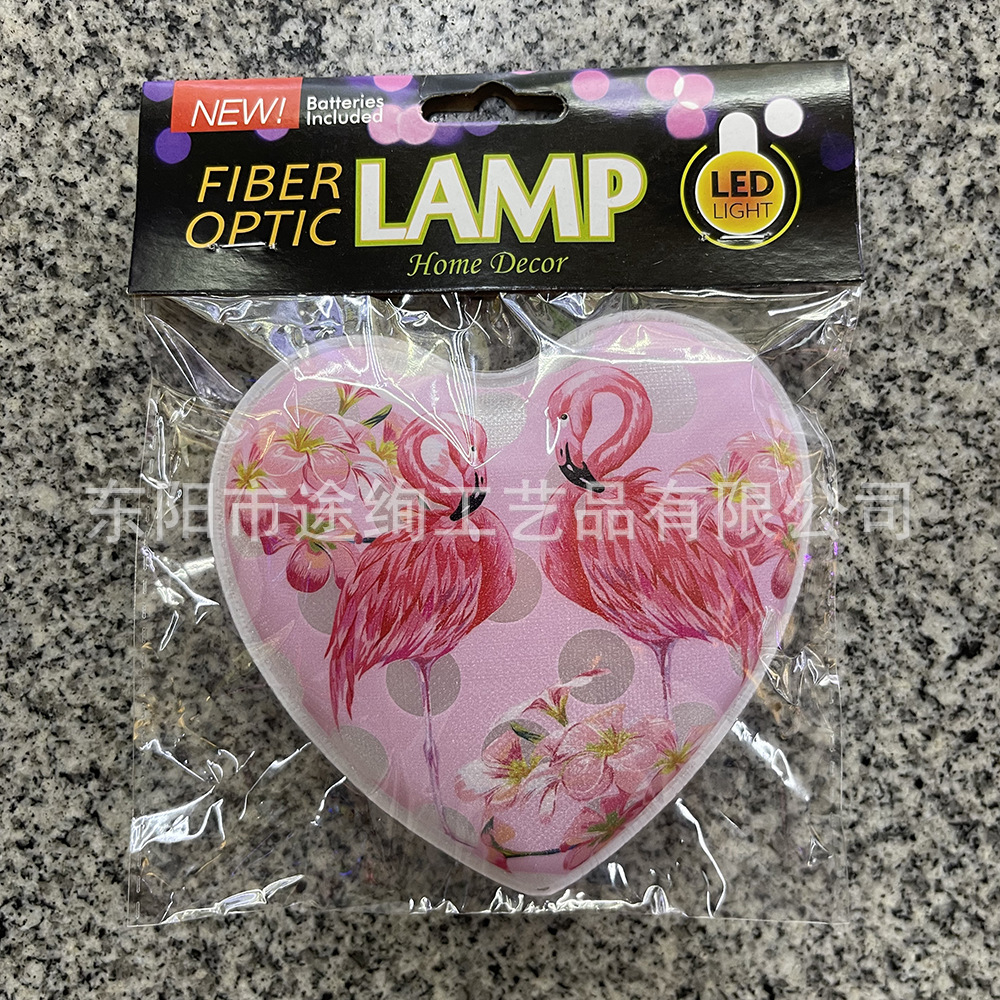 NEW!
Batteries
Included
FIBER
OPTIC
LAMP
Home Decor
LED
LIGHT
东阳市途绚工艺品有限公司